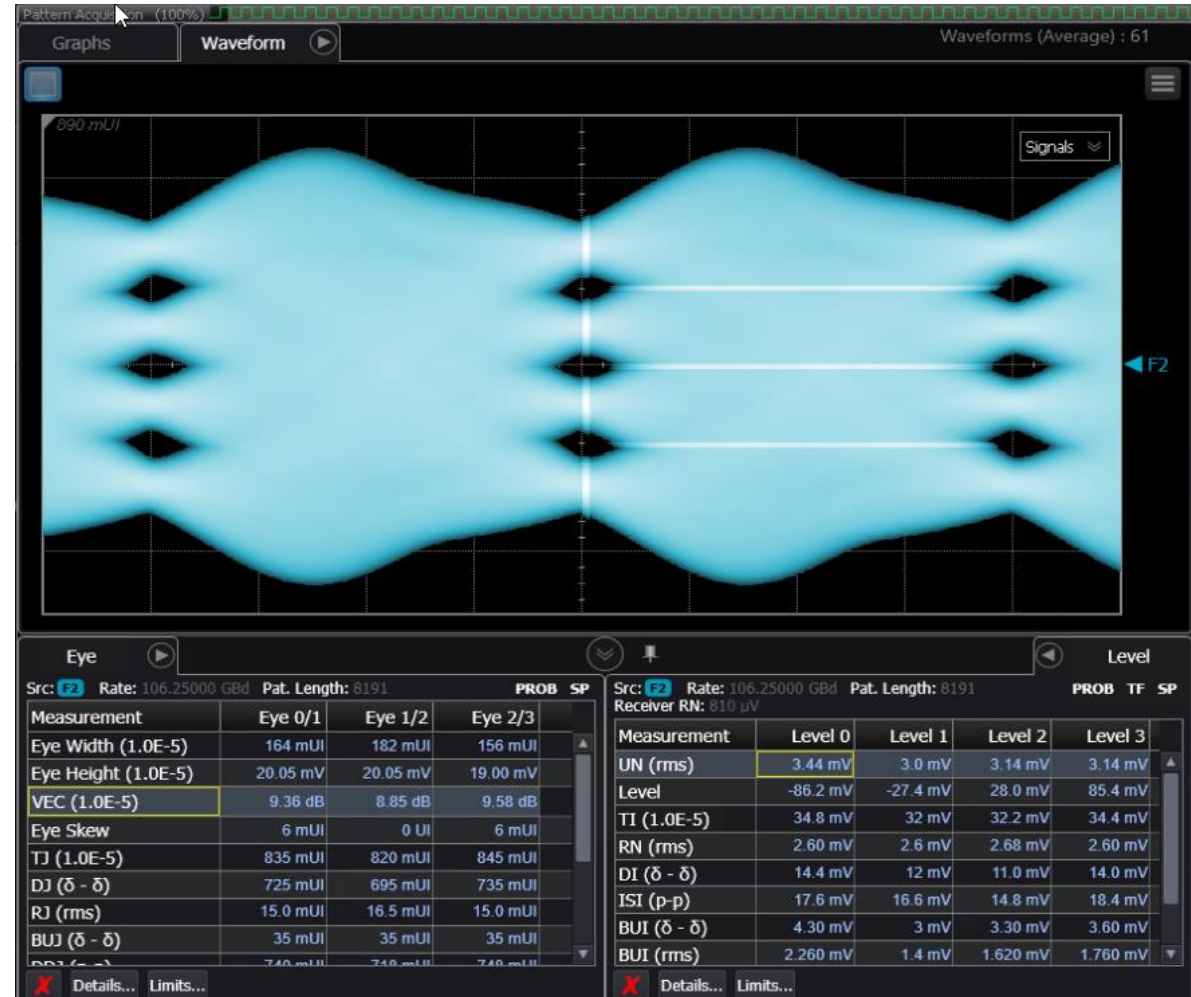 Pattern Acquisition (100%)
Graphs Waveform Waveforms (Average) : 61
890 mUI
Signals
F2
Eye Level
Src: F2 Rate: 106.25000 GBd Pat. Length: 8191 PROB SP
Measurement Eye 0/1 Eye 1/2 Eye 2/3
Eye Width (1.0E-5) 164 mUI 182 mUI 156 mUI
Eye Height (1.0E-5) 20.05 mV 20.05 mV 19.00 mV
VEC (1.0E-5) 9.36 dB 8.85 dB 9.58 dB
Eye Skew 6 mUI 0 UI 6 mUI
TJ (1.0E-5) 835 mUI 820 mUI 845 mUI
DJ (δ - δ) 725 mUI 695 mUI 735 mUI
RJ (rms) 15.0 mUI 16.5 mUI 15.0 mUI
BUJ (δ - δ) 35 mUI 35 mUI 35 mUI
Details... Limits...
Src: F2 Rate: 106.25000 GBd Pat. Length: 8191 PROB TF SP
Receiver RN: 810 µV
Measurement Level 0 Level 1 Level 2 Level 3
UN (rms) 3.44 mV 3.0 mV 3.14 mV 3.14 mV
Level -86.2 mV -27.4 mV 28.0 mV 85.4 mV
TI (1.0E-5) 34.8 mV 32 mV 32.2 mV 34.4 mV
RN (rms) 2.60 mV 2.6 mV 2.68 mV 2.60 mV
DI (δ - δ) 14.4 mV 12 mV 11.0 mV 14.0 mV
ISI (p-p) 17.6 mV 16.6 mV 14.8 mV 18.4 mV
BUI (δ - δ) 4.30 mV 3 mV 3.30 mV 3.60 mV
BUI (rms) 2.260 mV 1.4 mV 1.620 mV 1.760 mV
Details... Limits...